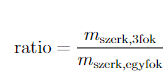 ratio = m_szerk,3fok / m_szerk,egyfok